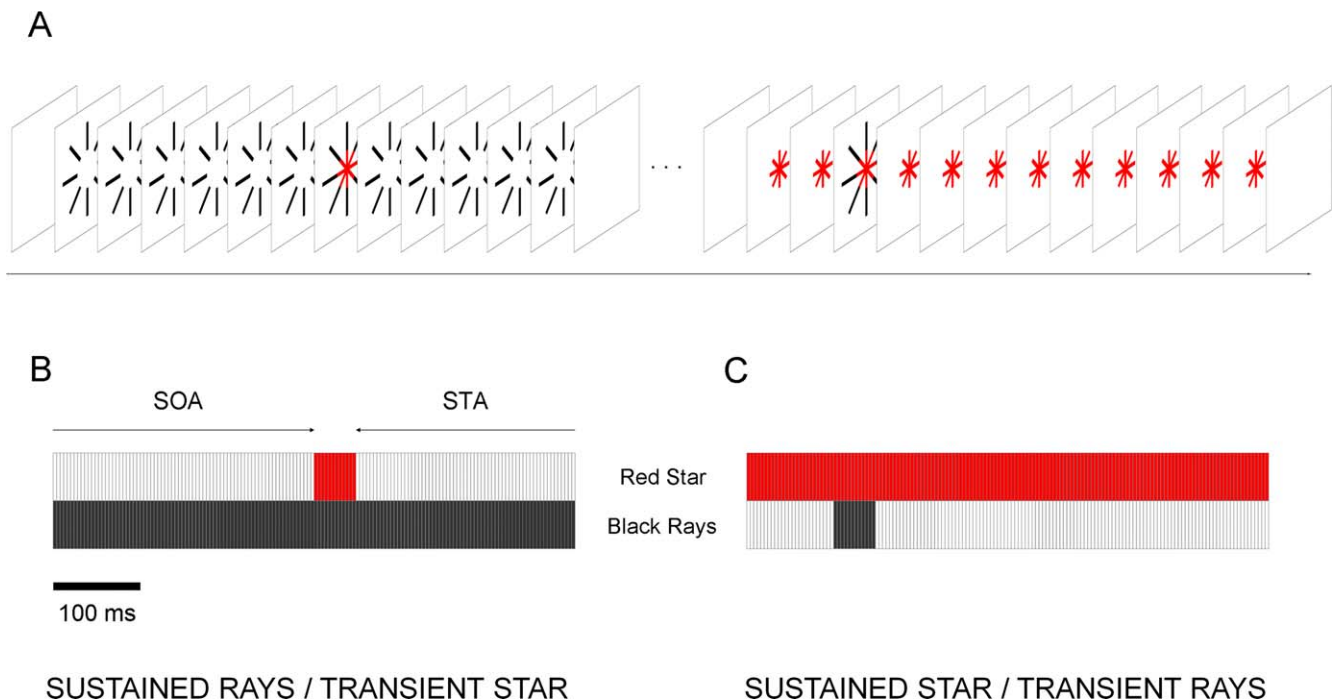 A
. . .
B
C
SOA
STA
Red Star
Black Rays
100 ms
SUSTAINED RAYS / TRANSIENT STAR
SUSTAINED STAR / TRANSIENT RAYS